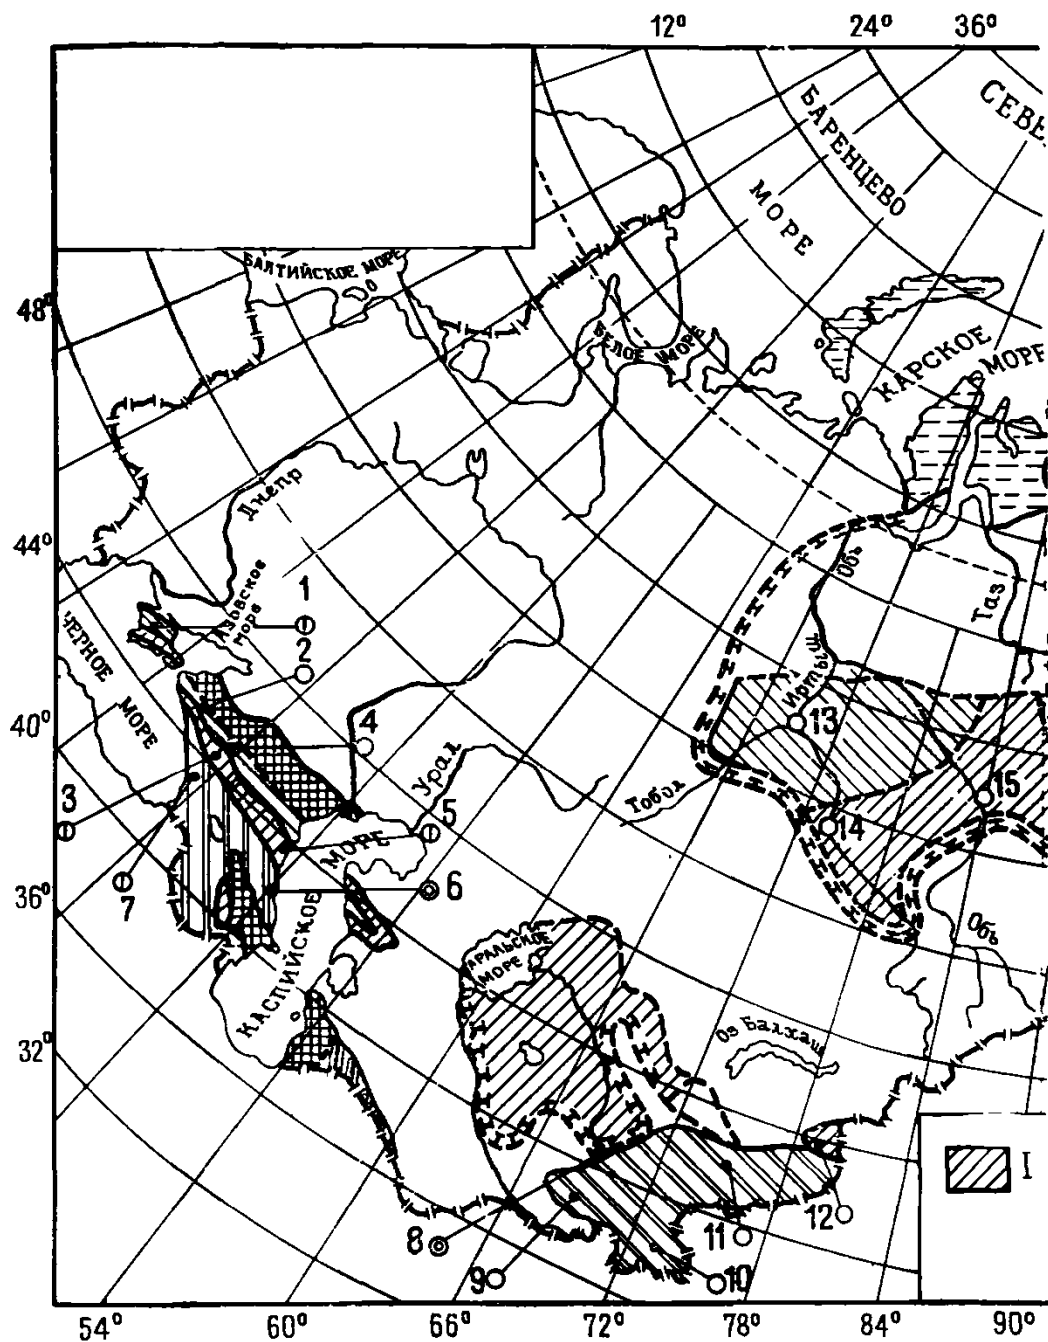 12° 24° 36°
СЕВЕ
БАРЕНЦЕВО
МОРЕ
БАЛТИЙСКОЕ МОРЕ
48°
БЕЛОЕ МОРЕ
КАРСКОЕ
МОРЕ
Днепр
44°
Обь
Таз
1
АЗОВСКОЕ
МОРЕ
2
ЧЕРНОЕ
МОРЕ
Иртыш
13
40°
4
Урал
Тобол
15
3
5
14
МОРЕ
6
36°
7
Обь
КАСПИЙСКОЕ
АРАЛЬСКОЕ
МОРЕ
Оз Балхаш
32°
I
12
8
11
9
10
54° 60° 66° 72° 78° 84° 90°